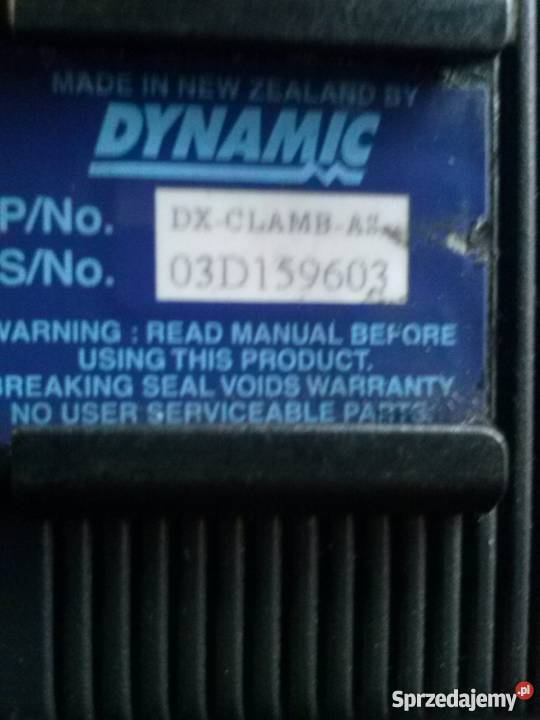 MADE IN NEW ZEALAND BY
DYNAMIC
P/No. DX-CLAMB-A
S/No. 03D159603
WARNING : READ MANUAL BEFORE
USING THIS PRODUCT.
BREAKING SEAL VOIDS WARRANTY
NO USER SERVICEABLE PARTS
Sprzedajemy.pl